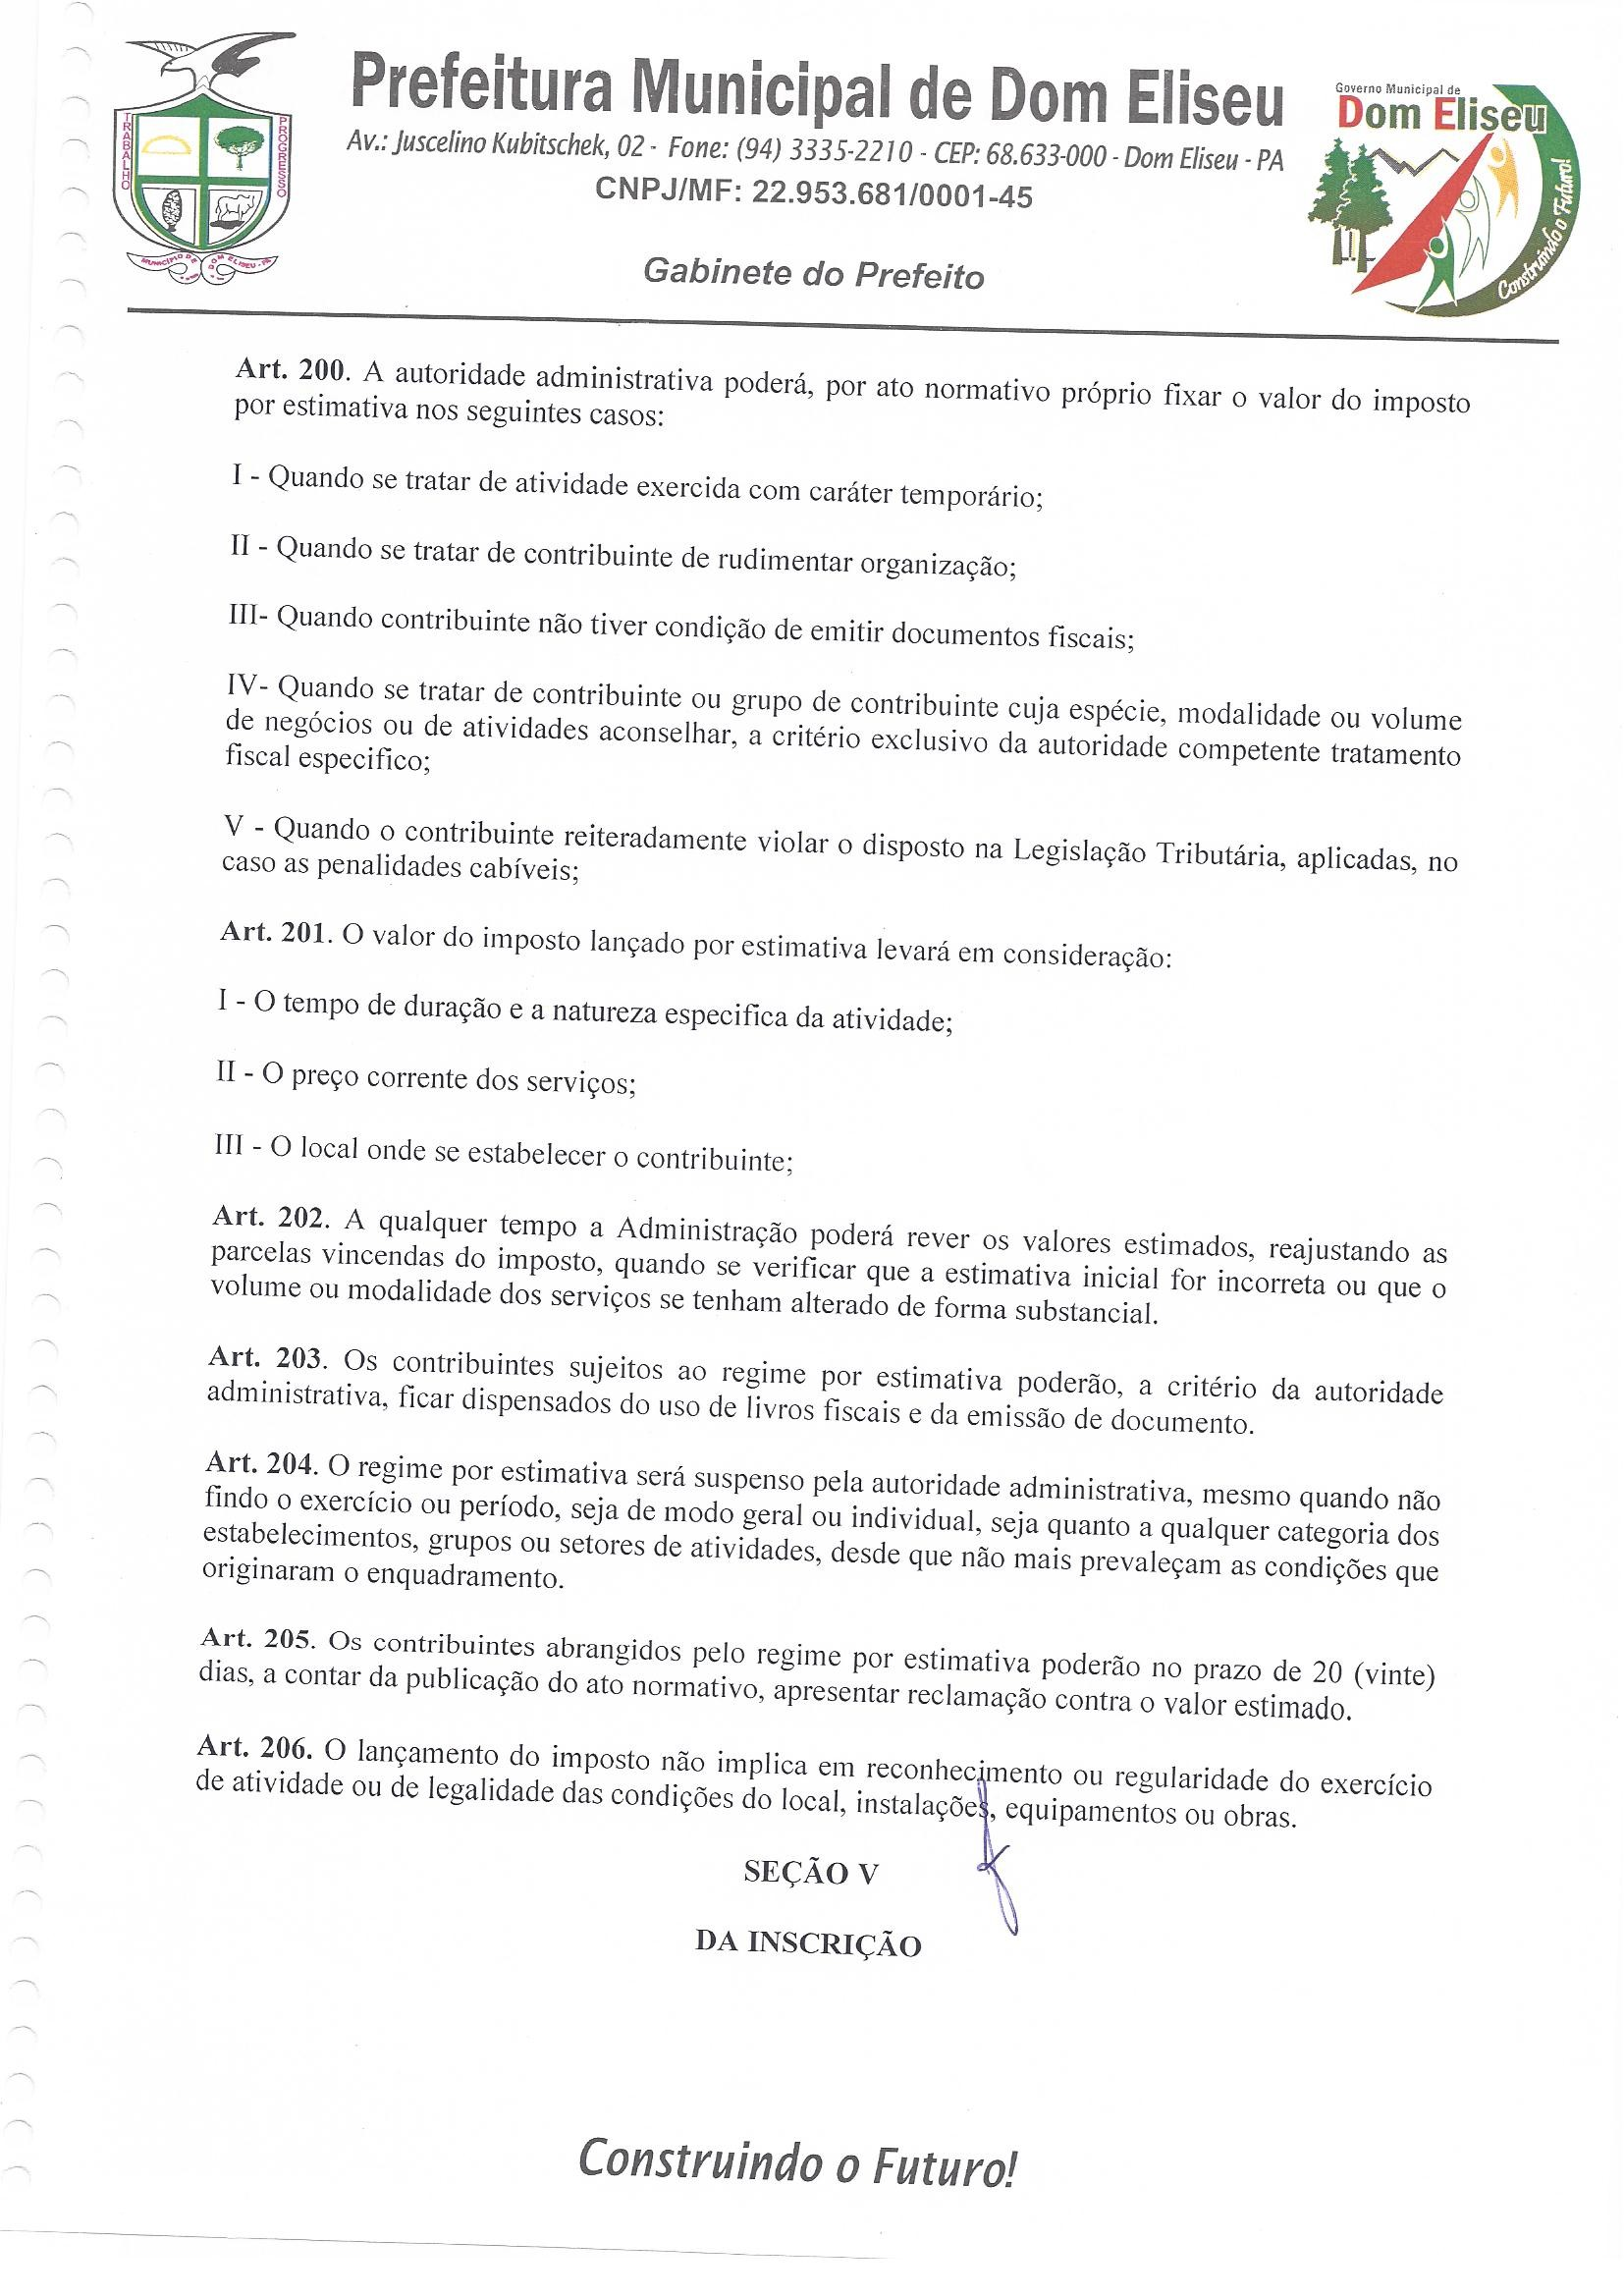 TRABALHO
PROGRESSO
MUNICÍPIO DE DOM ELISEU - PA
Prefeitura Municipal de Dom Eliseu
Av.: Juscelino Kubitschek, 02 - Fone: (94) 3335-2210 - CEP: 68.633-000 - Dom Eliseu - PA
CNPJ/MF: 22.953.681/0001-45
Gabinete do Prefeito
Governo Municipal de
Dom Eliseu
Construindo o Futuro!
Art. 200. A autoridade administrativa poderá, por ato normativo próprio fixar o valor do imposto
por estimativa nos seguintes casos:
I - Quando se tratar de atividade exercida com caráter temporário;
II - Quando se tratar de contribuinte de rudimentar organização;
III- Quando contribuinte não tiver condição de emitir documentos fiscais;
IV- Quando se tratar de contribuinte ou grupo de contribuinte cuja espécie, modalidade ou volume
de negócios ou de atividades aconselhar, a critério exclusivo da autoridade competente tratamento
fiscal especifico;
V - Quando o contribuinte reiteradamente violar o disposto na Legislação Tributária, aplicadas, no
caso as penalidades cabíveis;
Art. 201. O valor do imposto lançado por estimativa levará em consideração:
I - O tempo de duração e a natureza especifica da atividade;
II - O preço corrente dos serviços;
III - O local onde se estabelecer o contribuinte;
Art. 202. A qualquer tempo a Administração poderá rever os valores estimados, reajustando as
parcelas vincendas do imposto, quando se verificar que a estimativa inicial for incorreta ou que o
volume ou modalidade dos serviços se tenham alterado de forma substancial.
Art. 203. Os contribuintes sujeitos ao regime por estimativa poderão, a critério da autoridade
administrativa, ficar dispensados do uso de livros fiscais e da emissão de documento.
Art. 204. O regime por estimativa será suspenso pela autoridade administrativa, mesmo quando não
findo o exercício ou período, seja de modo geral ou individual, seja quanto a qualquer categoria dos
estabelecimentos, grupos ou setores de atividades, desde que não mais prevaleçam as condições que
originaram o enquadramento.
Art. 205. Os contribuintes abrangidos pelo regime por estimativa poderão no prazo de 20 (vinte)
dias, a contar da publicação do ato normativo, apresentar reclamação contra o valor estimado.
Art. 206. O lançamento do imposto não implica em reconhecimento ou regularidade do exercício
de atividade ou de legalidade das condições do local, instalações, equipamentos ou obras.
SEÇÃO V
DA INSCRIÇÃO
Construindo o Futuro!